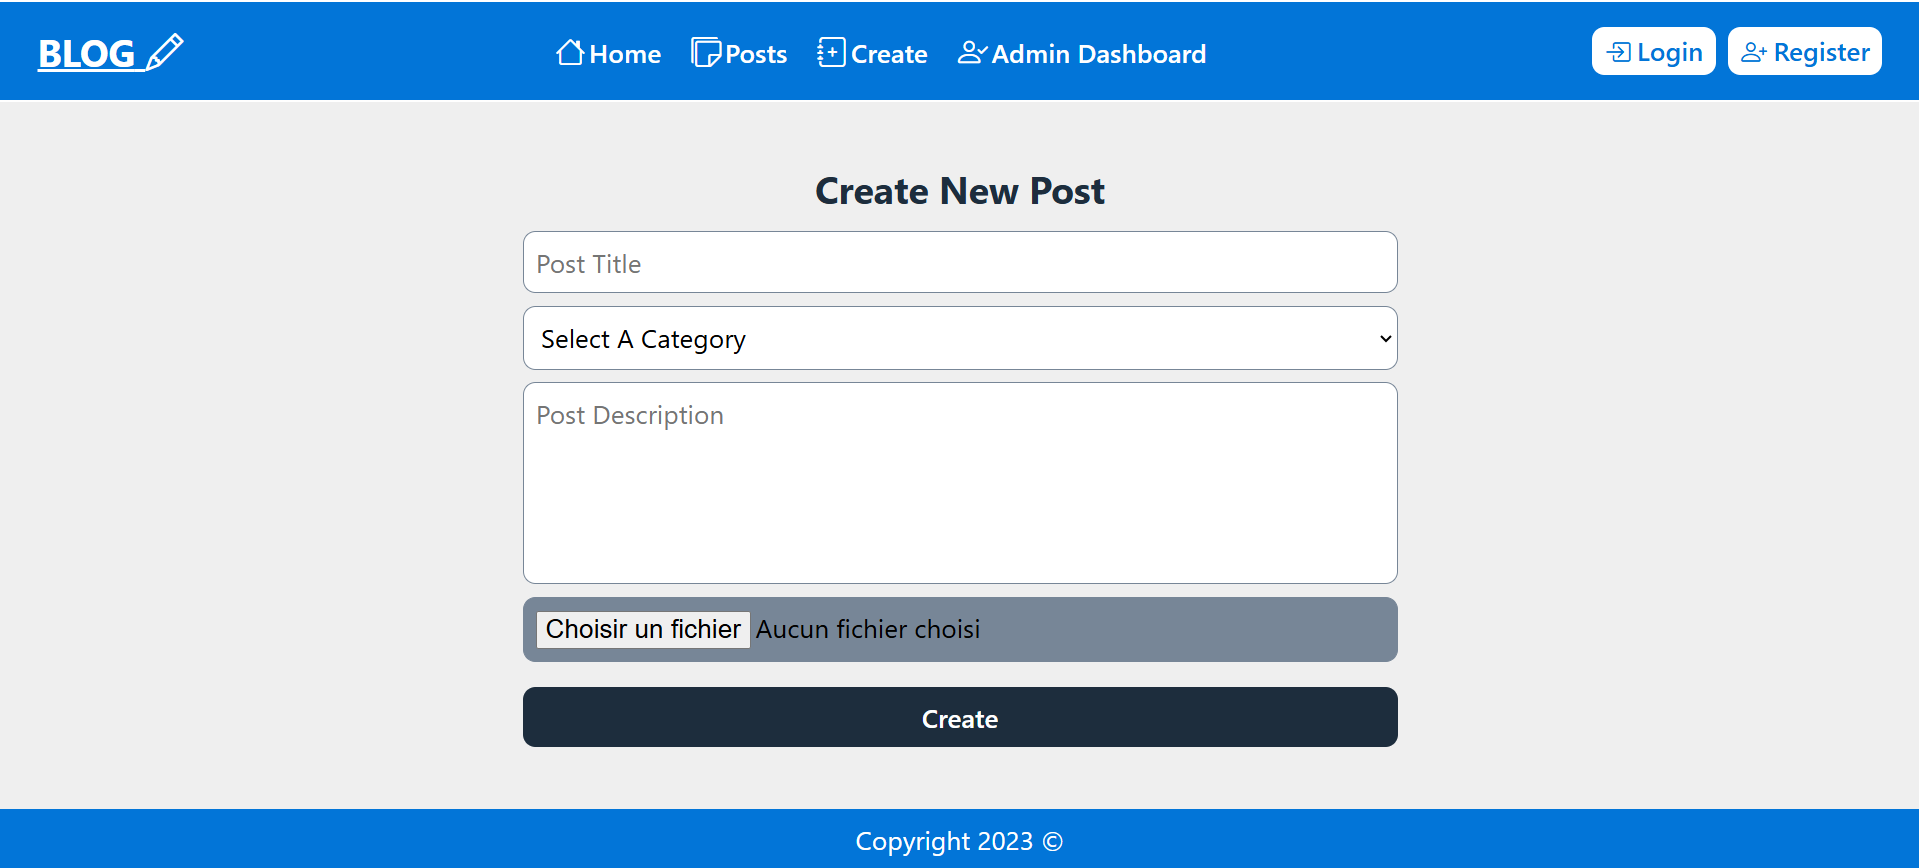 BLOG
Home Posts Create Admin Dashboard
Login Register
Create New Post
Post Title
Select A Category
Post Description
Choisir un fichier Aucun fichier choisi
Create
Copyright 2023 ©